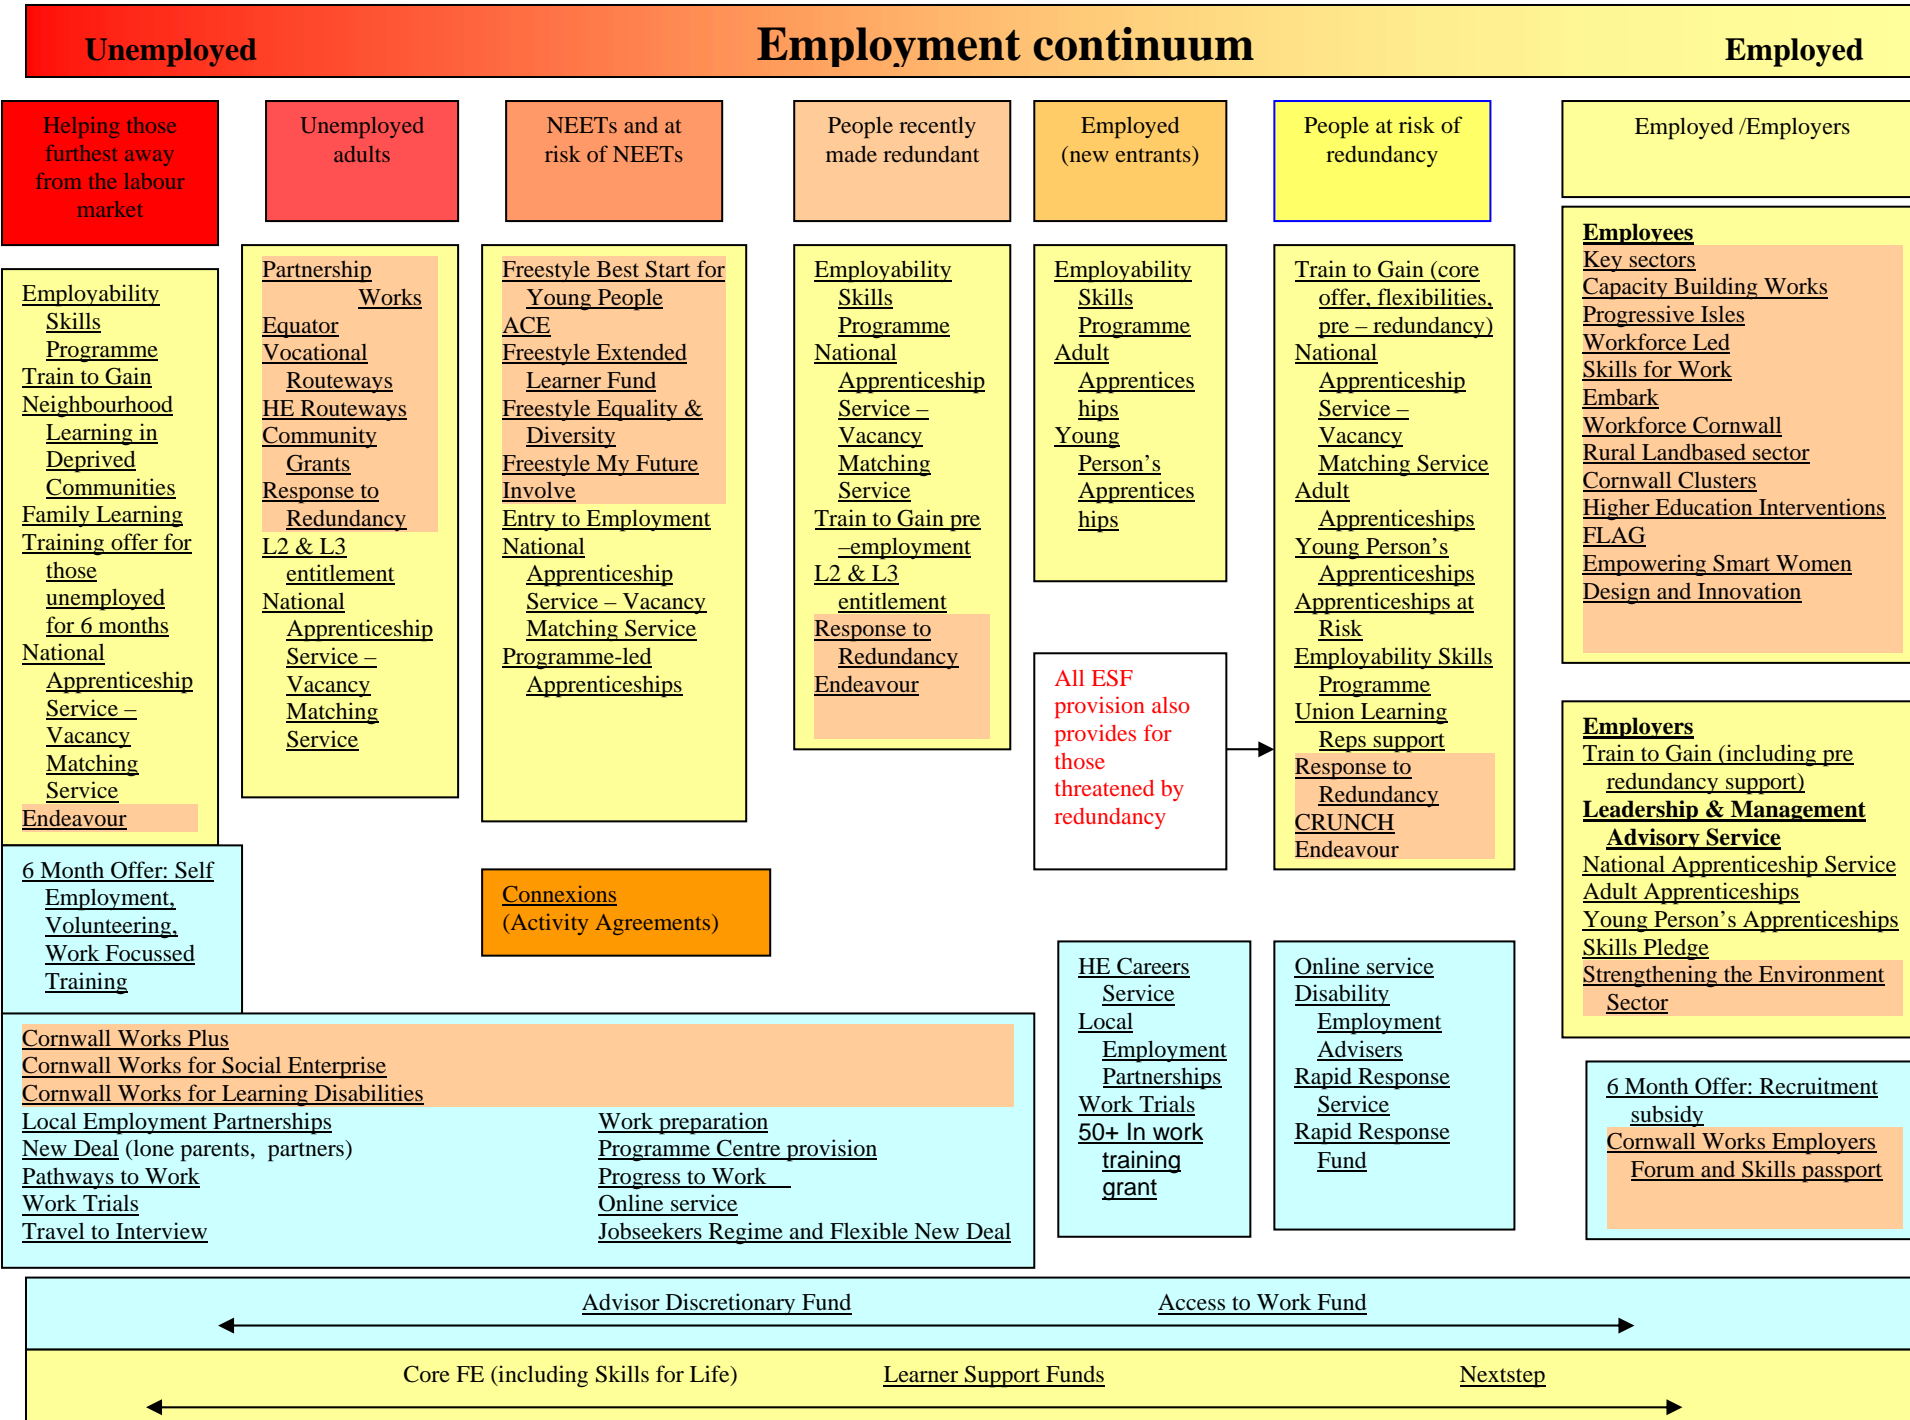 Unemployed
Employment continuum
Employed
Helping those
furthest away
from the labour
market
Unemployed
adults
NEETs and at
risk of NEETs
People recently
made redundant
Employed
(new entrants)
People at risk of
redundancy
Employed /Employers
Employability
Skills
Programme
Train to Gain
Neighbourhood
Learning in
Deprived
Communities
Family Learning
Training offer for
those
unemployed
for 6 months
National
Apprenticeship
Service –
Vacancy
Matching
Service
Endeavour
Partnership
Works
Equator
Vocational
Routeways
HE Routeways
Community
Grants
Response to
Redundancy
L2 & L3
entitlement
National
Apprenticeship
Service –
Vacancy
Matching
Service
Freestyle Best Start for
Young People
ACE
Freestyle Extended
Learner Fund
Freestyle Equality &
Diversity
Freestyle My Future
Involve
Entry to Employment
National
Apprenticeship
Service – Vacancy
Matching Service
Programme-led
Apprenticeships
Employability
Skills
Programme
National
Apprenticeship
Service –
Vacancy
Matching
Service
Train to Gain pre
–employment
L2 & L3
entitlement
Response to
Redundancy
Endeavour
Employability
Skills
Programme
Adult
Apprentices
hips
Young
Person’s
Apprentices
hips
All ESF
provision also
provides for
those
threatened by
redundancy
Train to Gain (core
offer, flexibilities,
pre – redundancy)
National
Apprenticeship
Service –
Vacancy
Matching Service
Adult
Apprenticeships
Young Person’s
Apprenticeships
Apprenticeships at
Risk
Employability Skills
Programme
Union Learning
Reps support
Response to
Redundancy
CRUNCH
Endeavour
Employees
Key sectors
Capacity Building Works
Progressive Isles
Workforce Led
Skills for Work
Embark
Workforce Cornwall
Rural Landbased sector
Cornwall Clusters
Higher Education Interventions
FLAG
Empowering Smart Women
Design and Innovation
Employers
Train to Gain (including pre
redundancy support)
Leadership & Management
Advisory Service
National Apprenticeship Service
Adult Apprenticeships
Young Person’s Apprenticeships
Skills Pledge
Strengthening the Environment
Sector
6 Month Offer: Self
Employment,
Volunteering,
Work Focussed
Training
Connexions
(Activity Agreements)
HE Careers
Service
Local
Employment
Partnerships
Work Trials
50+ In work
training
grant
Online service
Disability
Employment
Advisers
Rapid Response
Service
Rapid Response
Fund
6 Month Offer: Recruitment
subsidy
Cornwall Works Employers
Forum and Skills passport
Cornwall Works Plus
Cornwall Works for Social Enterprise
Cornwall Works for Learning Disabilities
Local Employment Partnerships
New Deal (lone parents, partners)
Pathways to Work
Work Trials
Travel to Interview
Work preparation
Programme Centre provision
Progress to Work
Online service
Jobseekers Regime and Flexible New Deal
Advisor Discretionary Fund
Access to Work Fund
Core FE (including Skills for Life)
Learner Support Funds
Nextstep